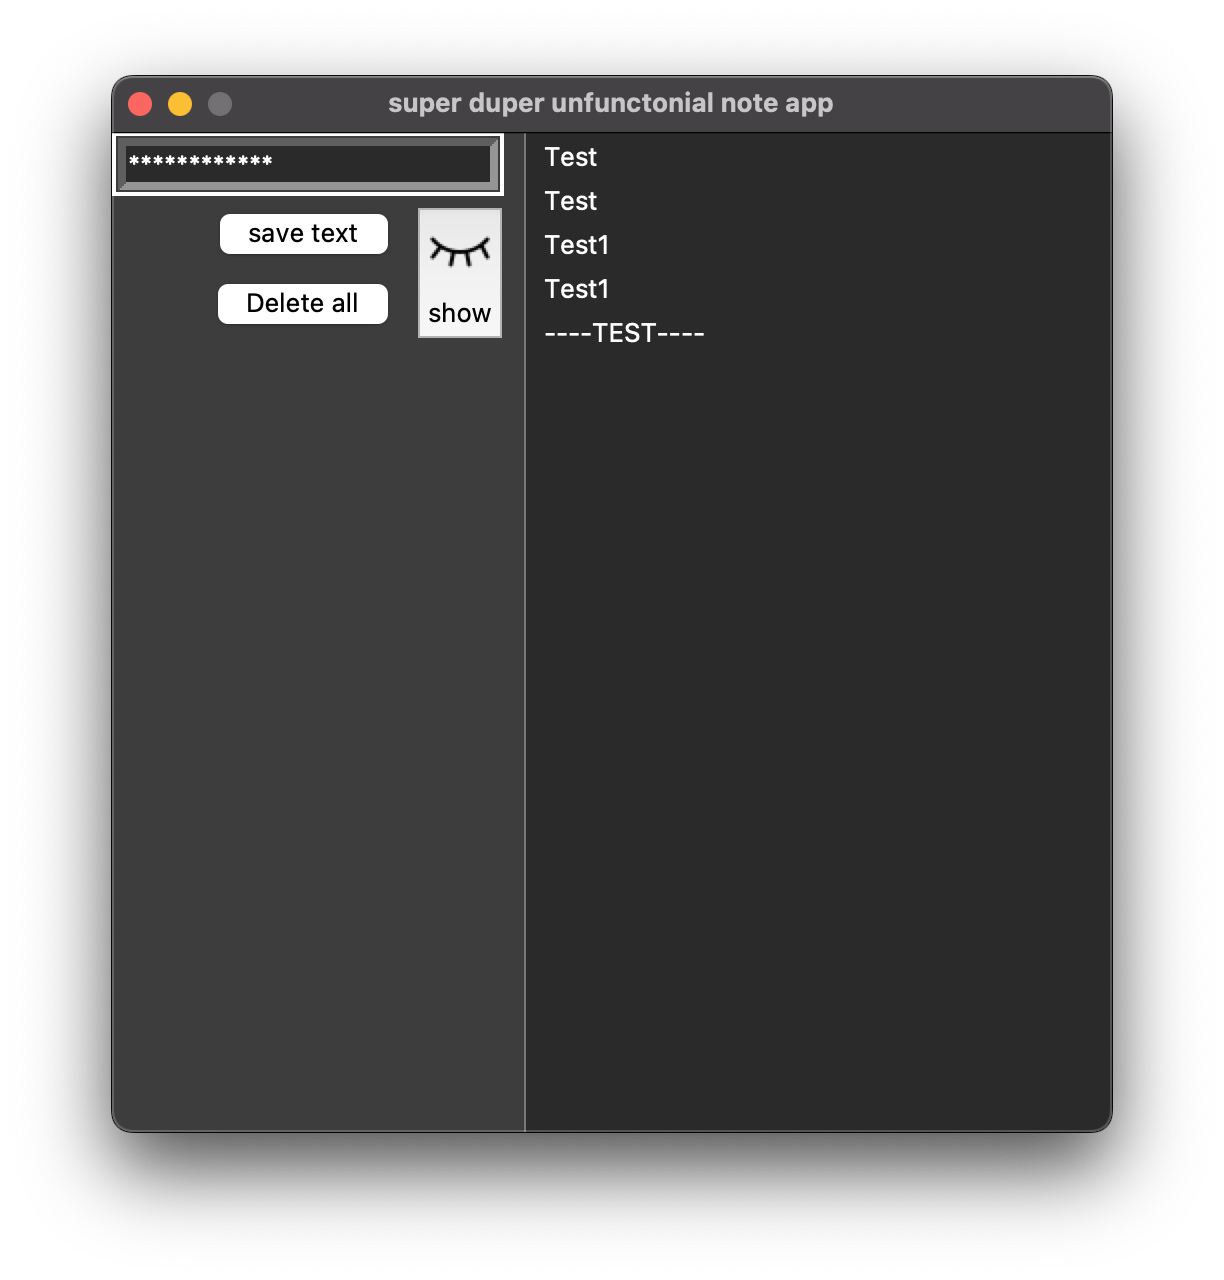 super duper unfunctonial note app
************
save text
Delete all
show
Test
Test
Test1
Test1
----TEST----